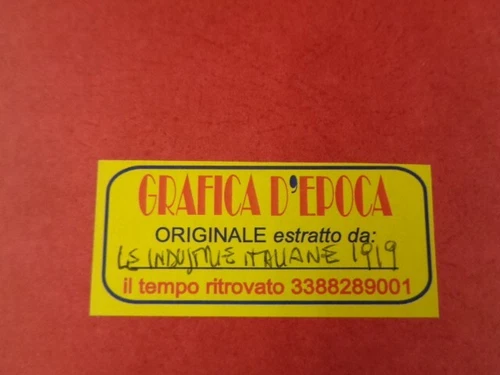 GRAFICA D'EPOCA
ORIGINALE estratto da:
LE INDUSTRIE ITALIANE 1919
il tempo ritrovato 3388289001